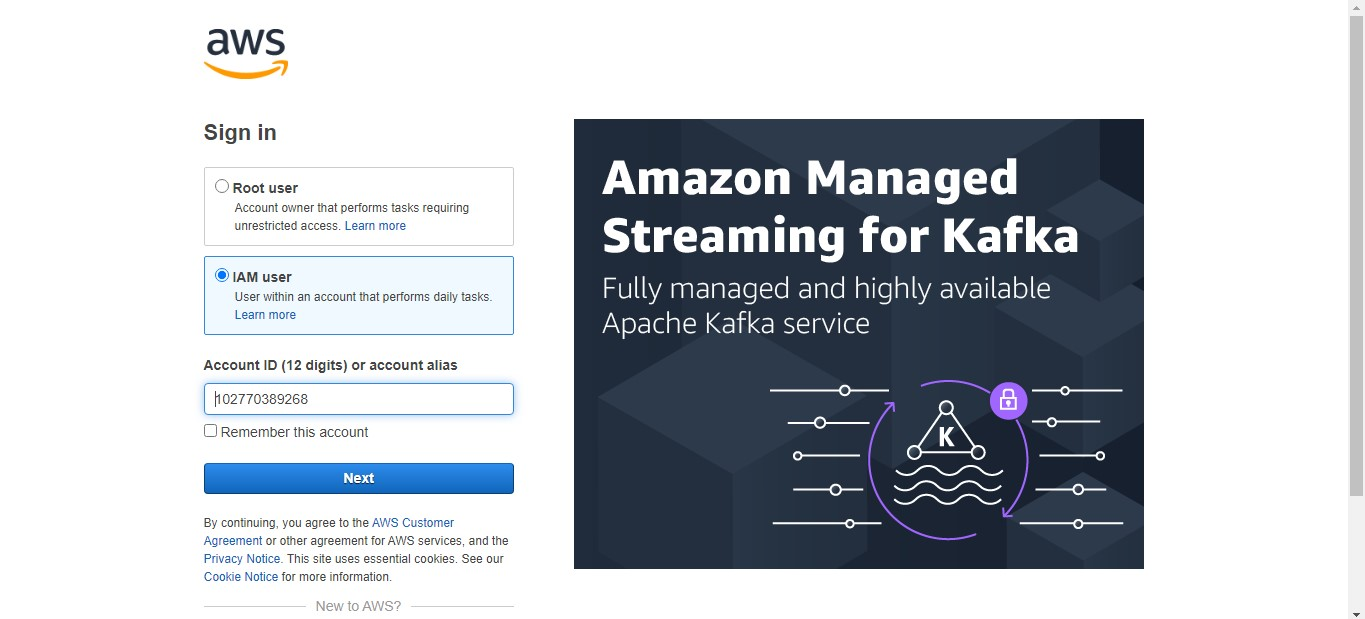 aws
Sign in
Root user
Account owner that performs tasks requiring
unrestricted access. Learn more
IAM user
User within an account that performs daily tasks.
Learn more
Account ID (12 digits) or account alias
102770389268
Remember this account
Next
By continuing, you agree to the AWS Customer
Agreement or other agreement for AWS services, and the
Privacy Notice. This site uses essential cookies. See our
Cookie Notice for more information.
New to AWS?
Amazon Managed
Streaming for Kafka
Fully managed and highly available
Apache Kafka service
K